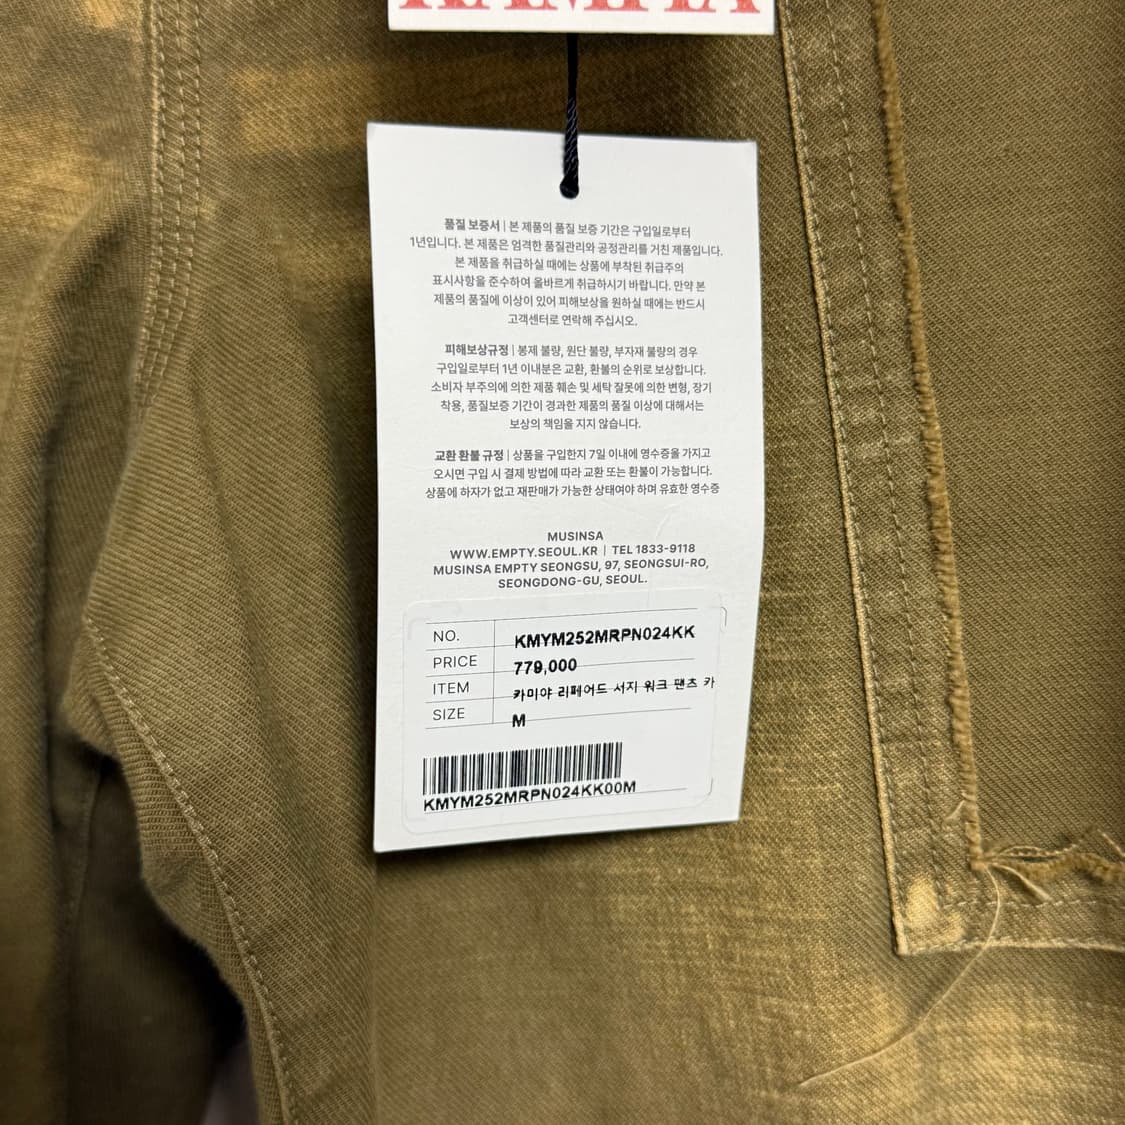 KAMIYA
품질 보증서 | 본 제품의 품질 보증 기간은 구입일로부터
1년입니다. 본 제품은 엄격한 품질관리와 공정관리를 거친 제품입니다.
본 제품을 취급하실 때에는 상품에 부착된 취급주의
표시사항을 준수하여 올바르게 취급하시기 바랍니다. 만약 본
제품의 품질에 이상이 있어 피해보상을 원하실 때에는 반드시
고객센터로 연락해 주십시오.
피해보상규정 | 봉제 불량, 원단 불량, 부자재 불량의 경우
구입일로부터 1년 이내분은 교환, 환불의 순위로 보상합니다.
소비자 부주의에 의한 제품 훼손 및 세탁 잘못에 의한 변형, 장기
착용, 품질보증 기간이 경과한 제품의 품질 이상에 대해서는
보상의 책임을 지지 않습니다.
교환 환불 규정 | 상품을 구입한지 7일 이내에 영수증을 가지고
오시면 구입 시 결제 방법에 따라 교환 또는 환불이 가능합니다.
상품에 하자가 없고 재판매가 가능한 상태여야 하며 유효한 영수증
MUSINSA
WWW.EMPTY.SEOUL.KR | TEL 1833-9118
MUSINSA EMPTY SEONGSU, 97, SEONGSUI-RO,
SEONGDONG-GU, SEOUL.
NO. KMYM252MRPN024KK
PRICE 779,000
ITEM 카미야 리페어드 서지 워크 팬츠 카
SIZE M
KMYM252MRPN024KK00M